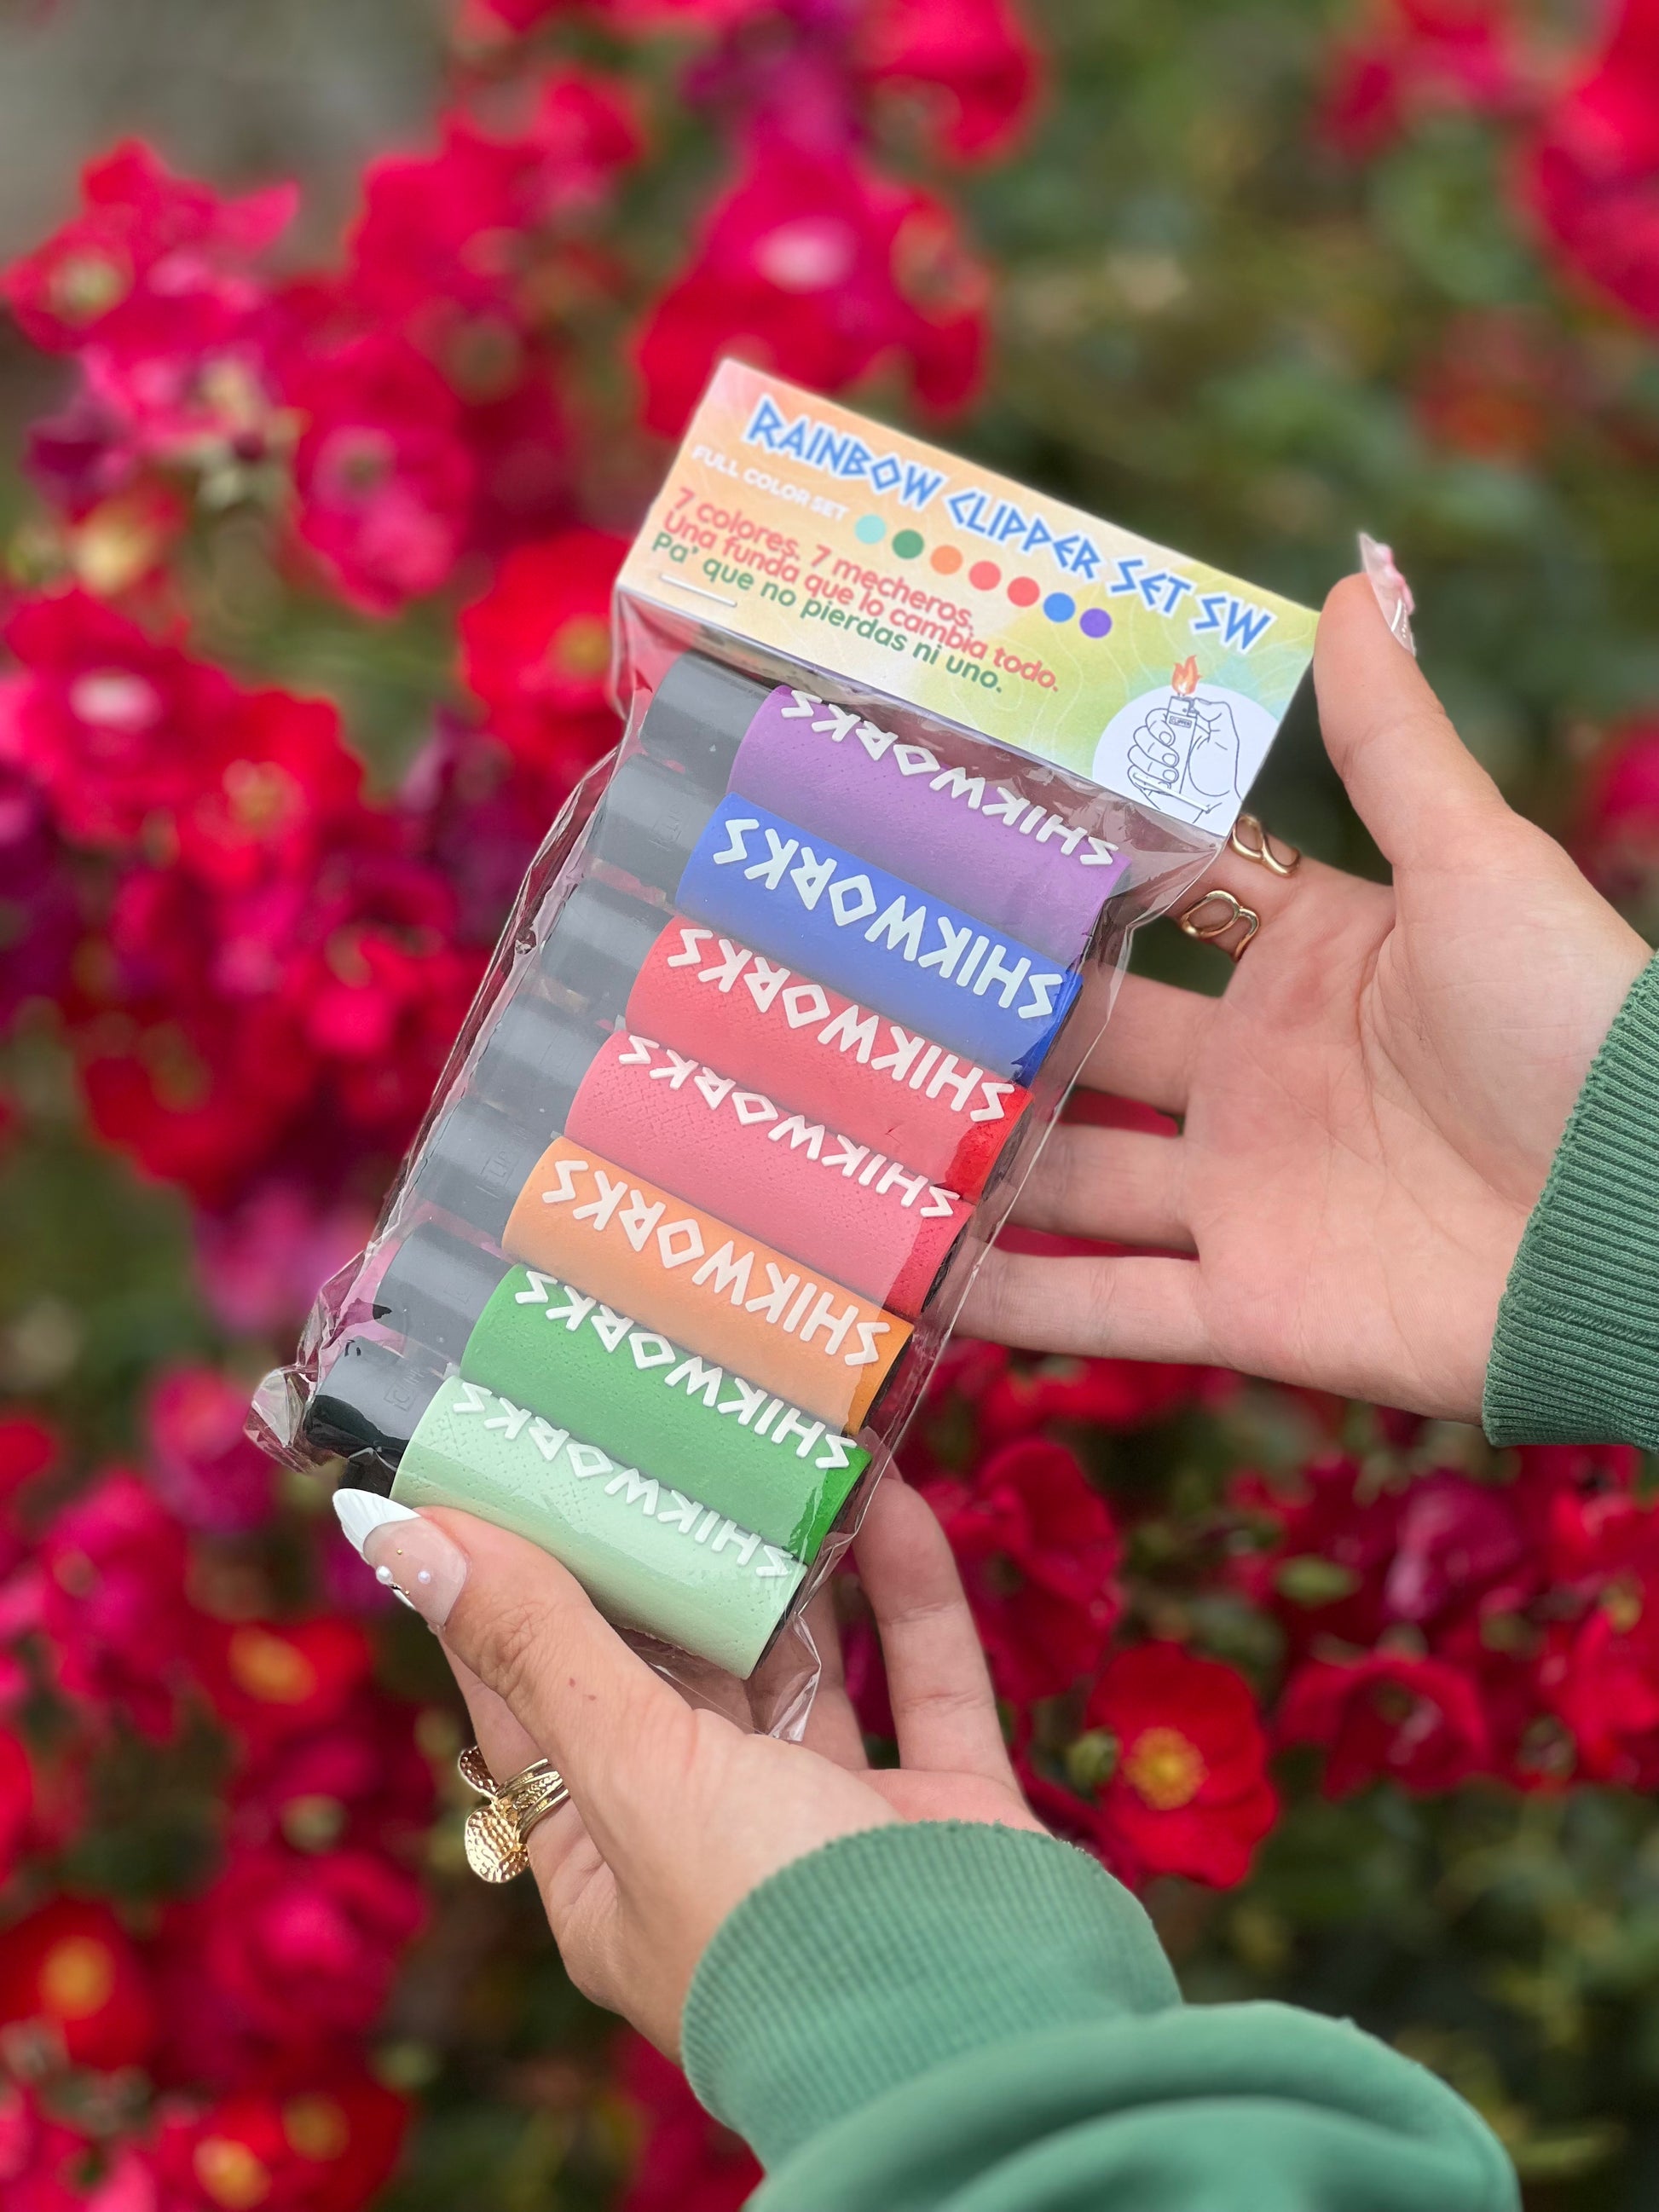 RAINBOW CLIPPER SET SW
FULL COLOR SET
7 colores. 7 mecheros.
Una funda que lo cambia todo.
Pa' que no pierdas ni uno.
SHIKWORKS
SHIKWORKS
SHIKWORKS
SHIKWORKS
SHIKWORKS
SHIKWORKS
SHIKWORKS